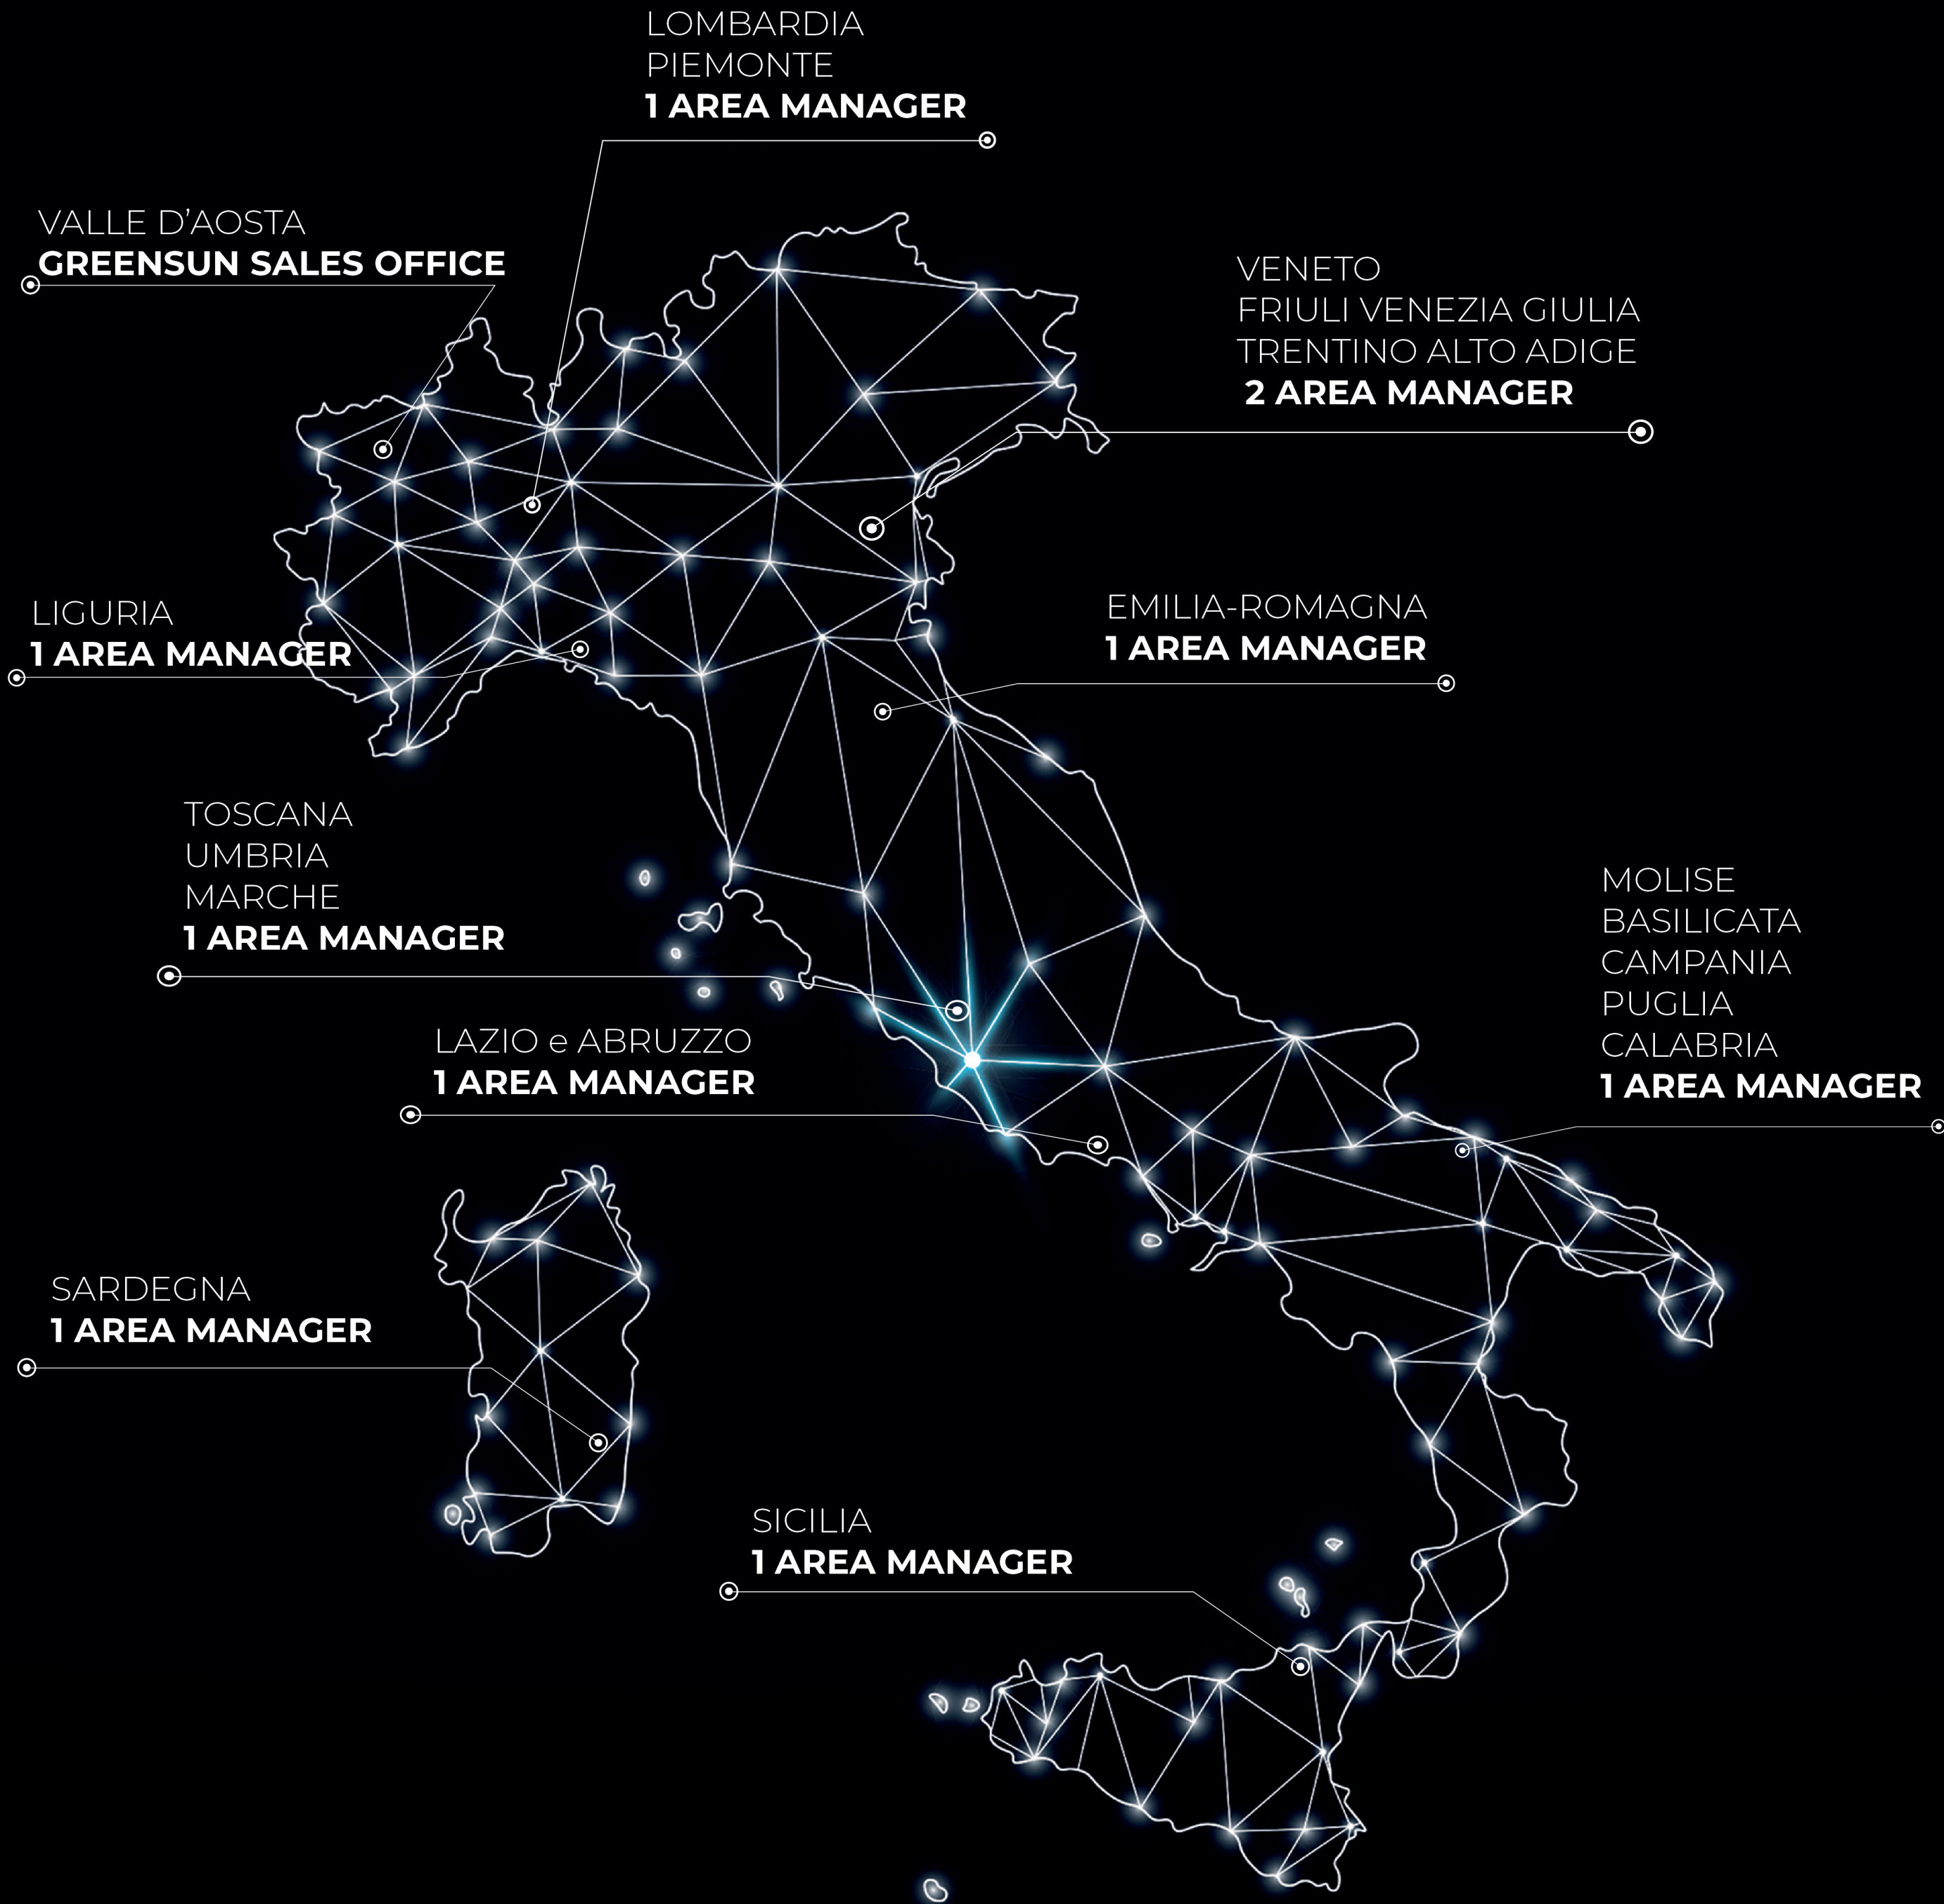 LOMBARDIA
PIEMONTE
1 AREA MANAGER
VALLE D’AOSTA
GREENSUN SALES OFFICE
VENETO
FRIULI VENEZIA GIULIA
TRENTINO ALTO ADIGE
2 AREA MANAGER
LIGURIA
1 AREA MANAGER
EMILIA-ROMAGNA
1 AREA MANAGER
TOSCANA
UMBRIA
MARCHE
1 AREA MANAGER
MOLISE
BASILICATA
CAMPANIA
PUGLIA
CALABRIA
1 AREA MANAGER
LAZIO e ABRUZZO
1 AREA MANAGER
SARDEGNA
1 AREA MANAGER
SICILIA
1 AREA MANAGER